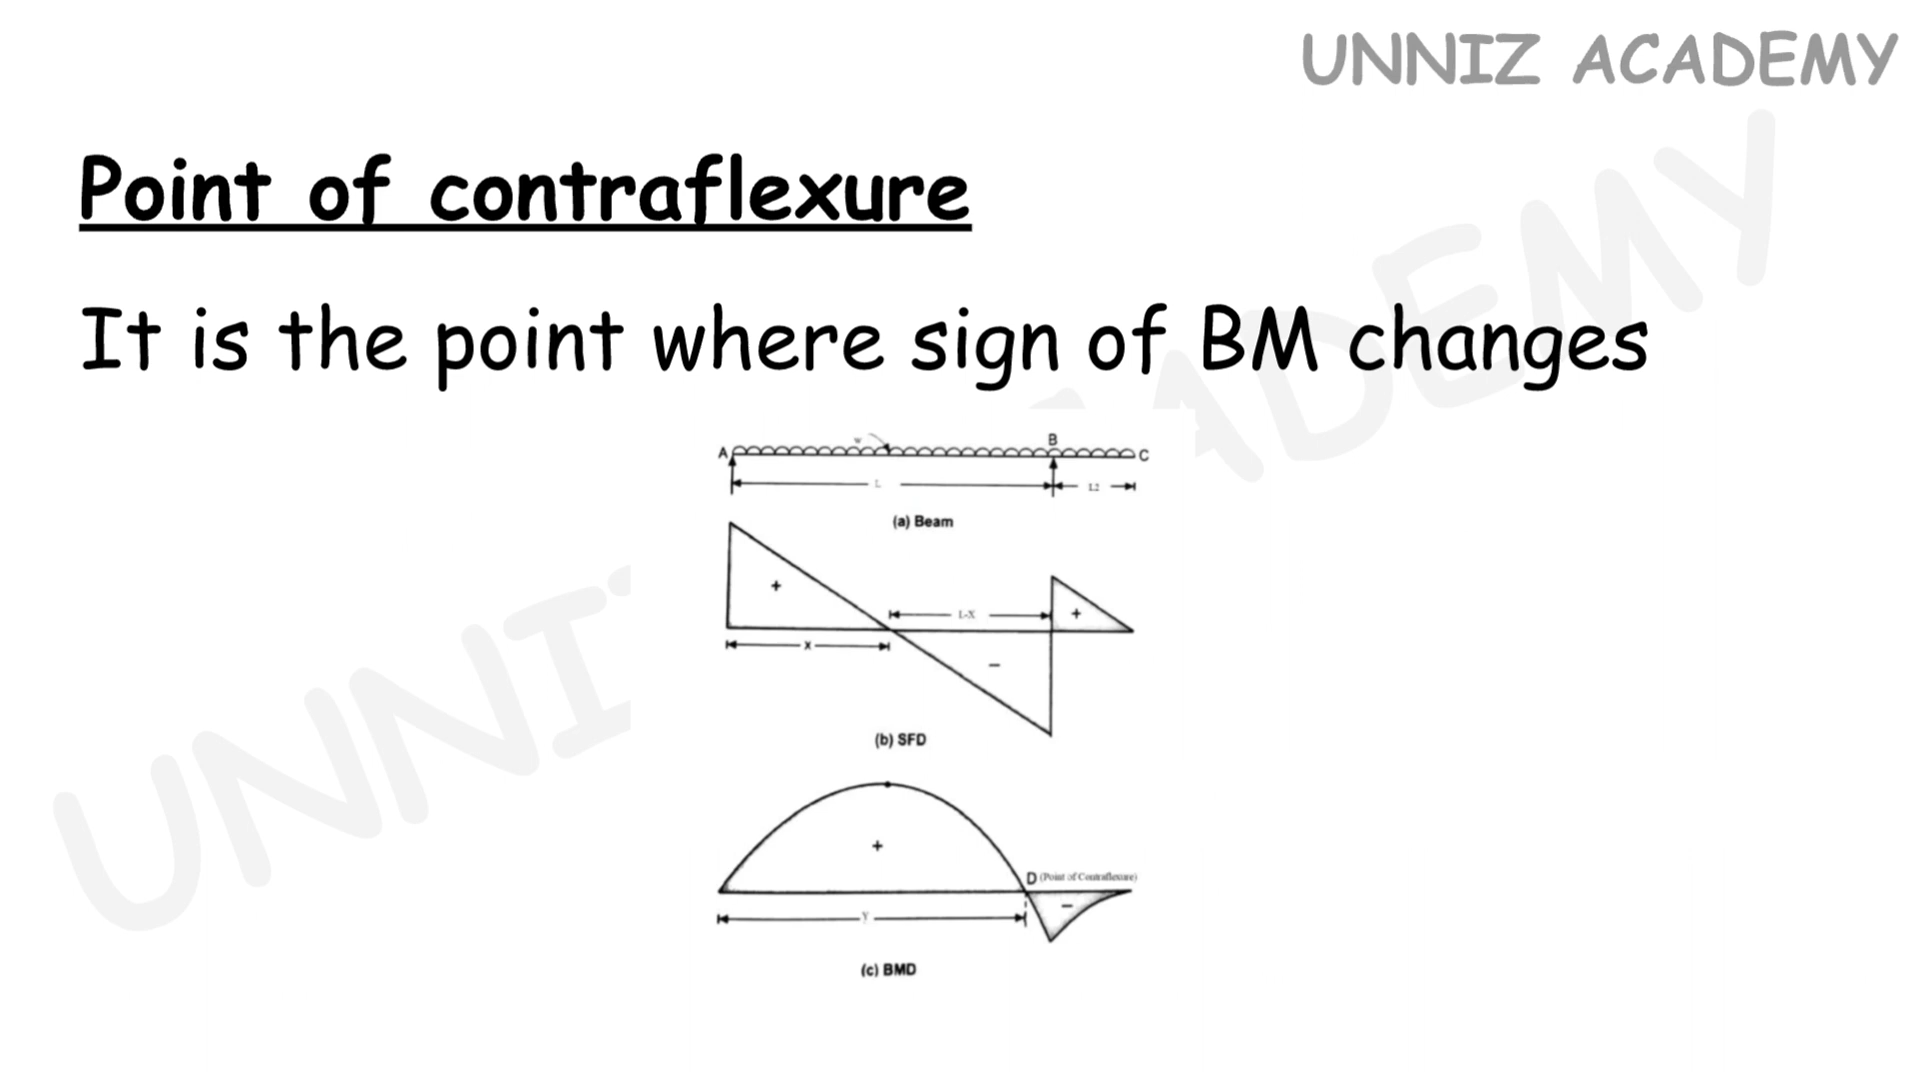 UNNIZ ACADEMY
Point of contraflexure
It is the point where sign of BM changes
A w B C
L L2
(a) Beam
+
L-X +
X
−
(b) SFD
+
D (Point of Contraflexure)
−
Y
(c) BMD